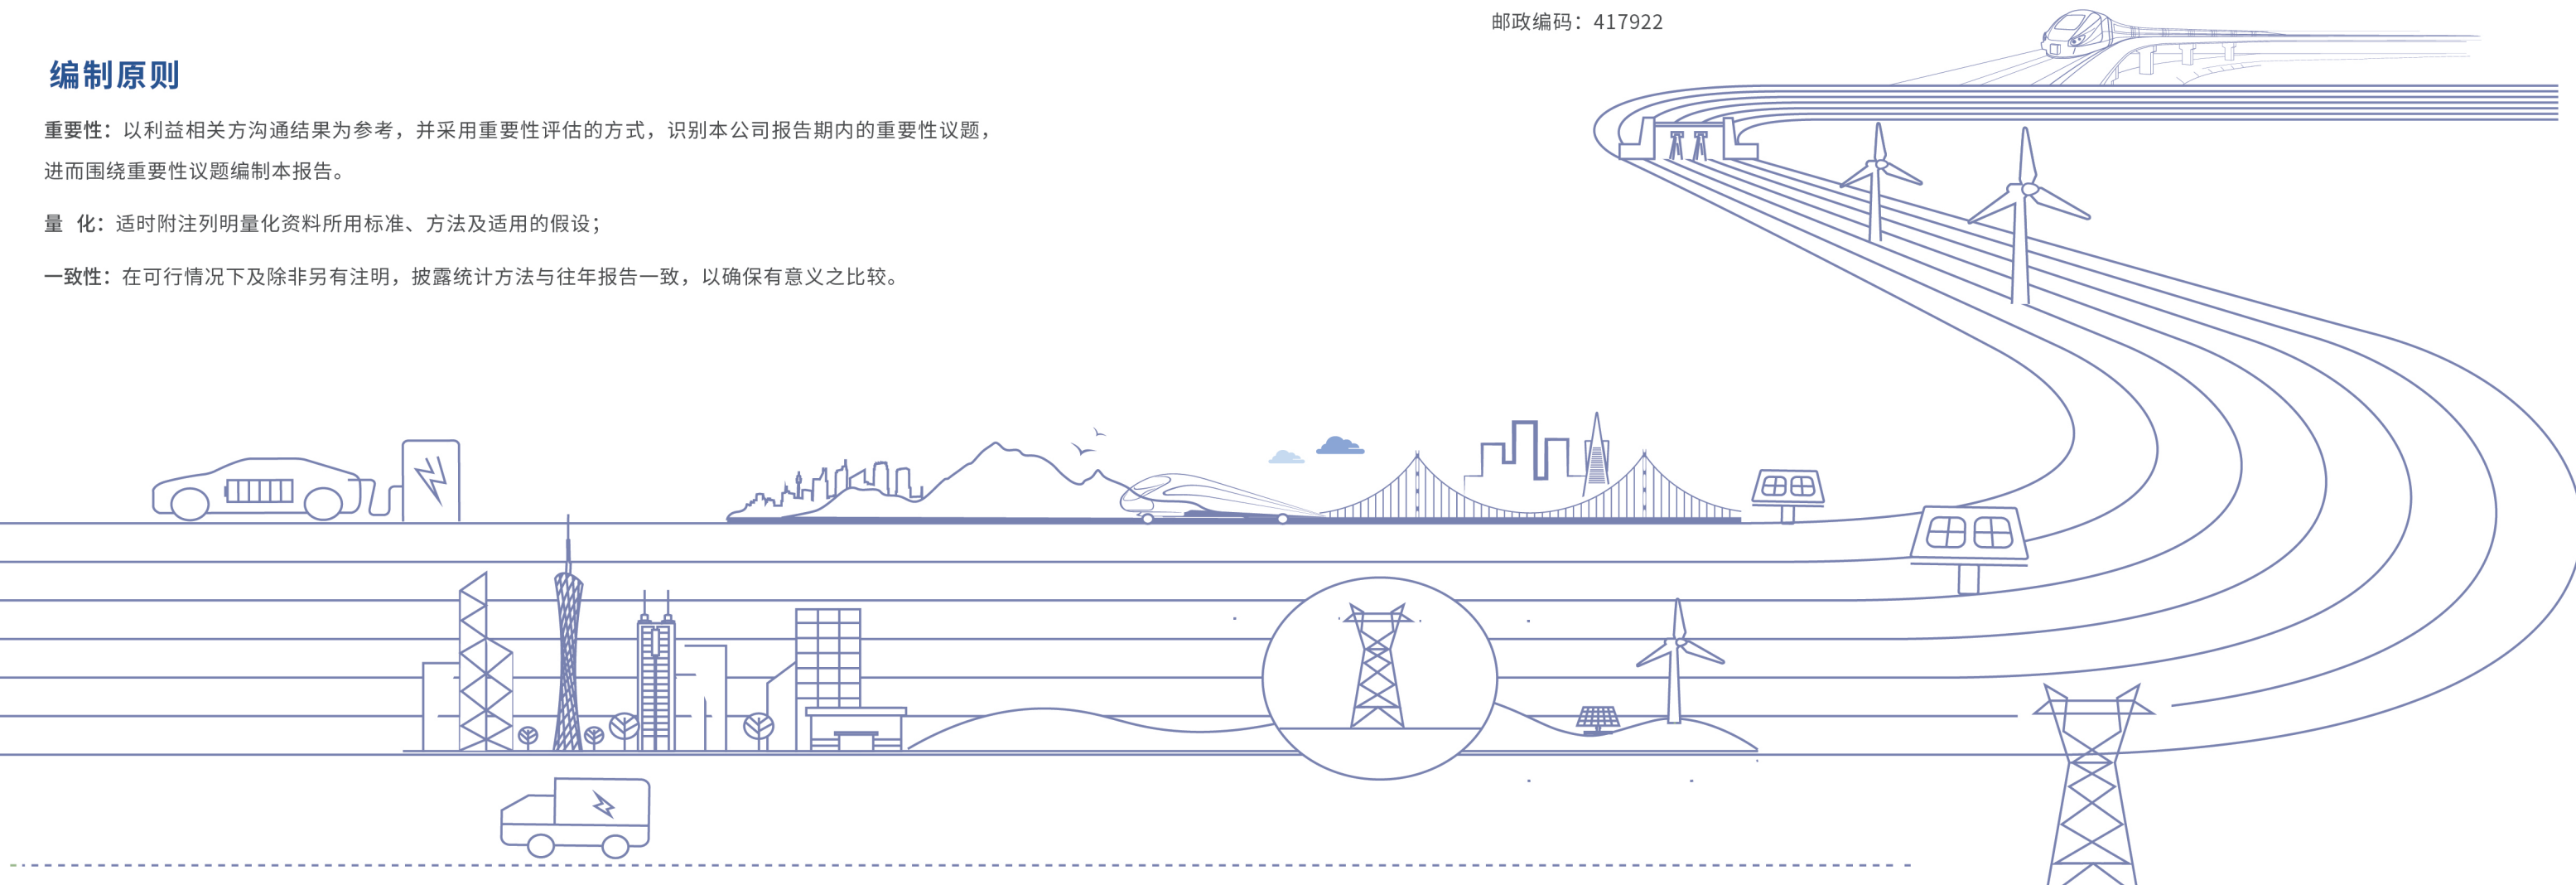 邮政编码：417922
编制原则
重要性：以利益相关方沟通结果为参考，并采用重要性评估的方式，识别本公司报告期内的重要性议题，
进而围绕重要性议题编制本报告。
量 化：适时附注列明量化资料所用标准、方法及适用的假设；
一致性：在可行情况下及除非另有注明，披露统计方法与往年报告一致，以确保有意义之比较。